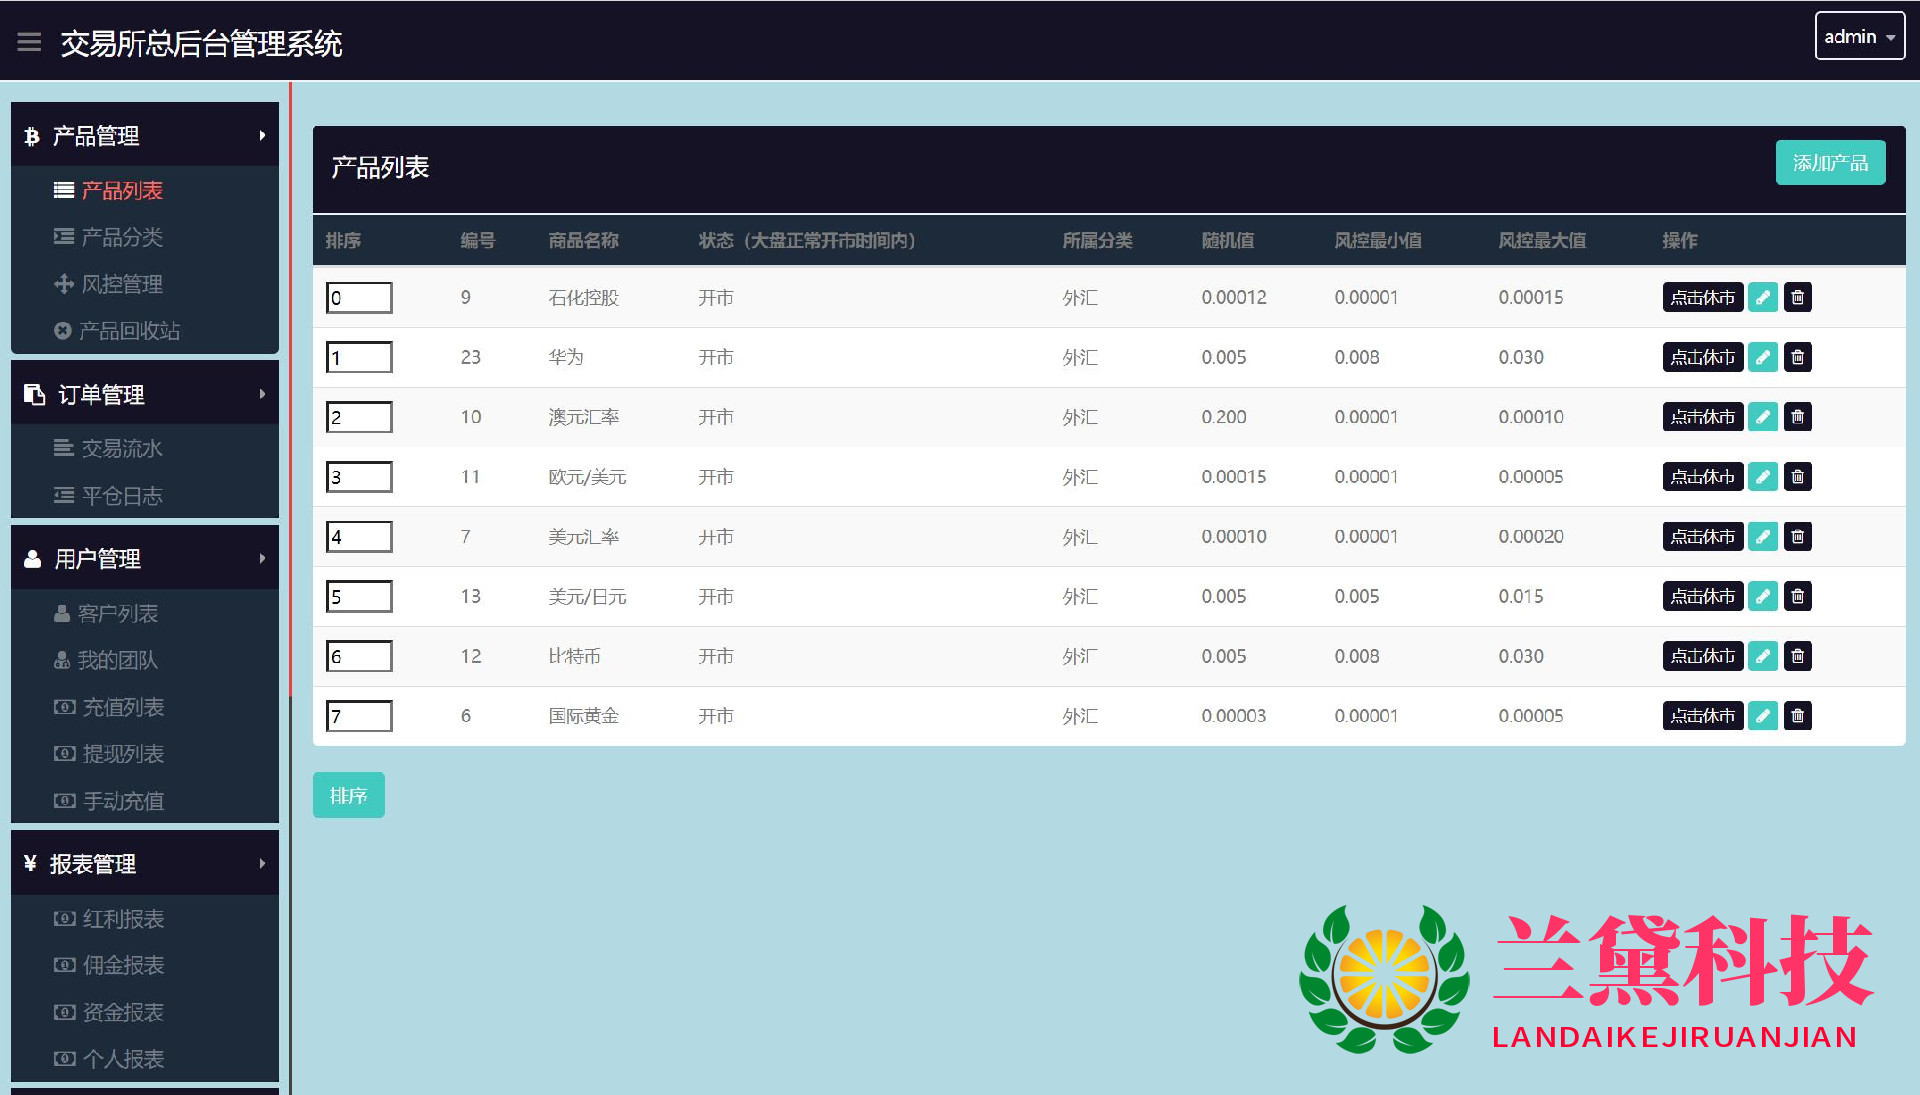 交易所总后台管理系统
admin
产品管理
产品列表
产品分类
风控管理
产品回收站
订单管理
交易流水
平仓日志
用户管理
客户列表
我的团队
充值列表
提现列表
手动充值
¥ 报表管理
红利报表
佣金报表
资金报表
个人报表
产品列表
添加产品
排序 编号 商品名称 状态（大盘正常开市时间内） 所属分类 随机值 风控最小值 风控最大值 操作
0 9 石化控股 开市 外汇 0.00012 0.00001 0.00015 点击休市
1 23 华为 开市 外汇 0.005 0.008 0.030 点击休市
2 10 澳元汇率 开市 外汇 0.200 0.00001 0.00010 点击休市
3 11 欧元/美元 开市 外汇 0.00015 0.00001 0.00005 点击休市
4 7 美元汇率 开市 外汇 0.00010 0.00001 0.00020 点击休市
5 13 美元/日元 开市 外汇 0.005 0.005 0.015 点击休市
6 12 比特币 开市 外汇 0.005 0.008 0.030 点击休市
7 6 国际黄金 开市 外汇 0.00003 0.00001 0.00005 点击休市
排序
兰黛科技
LANDAIKEJIRUANJIAN